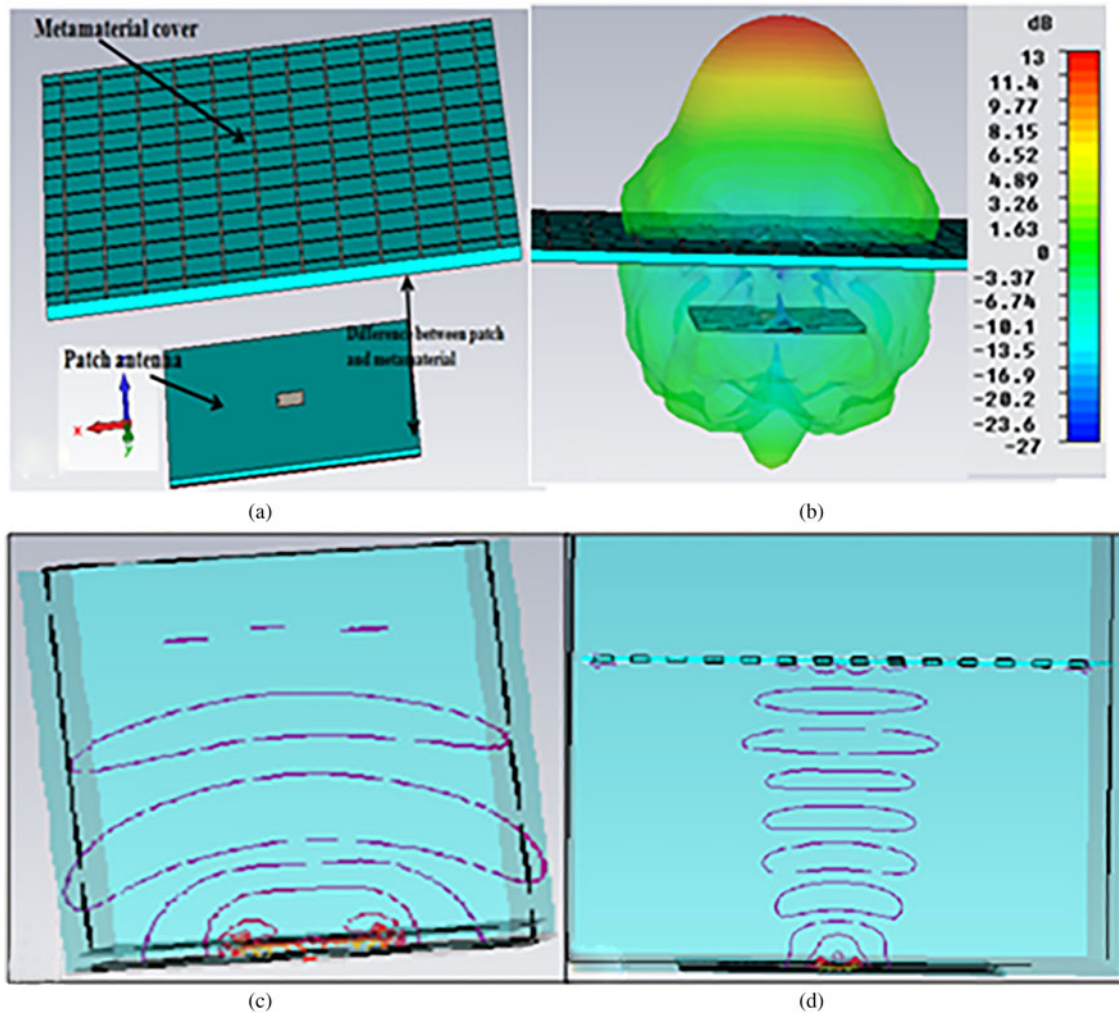 Metamaterial cover
Difference between patch
and metamaterial
Patch antenna
x
y
dB
13
11.4
9.77
8.15
6.52
4.89
3.26
1.63
0
-3.37
-6.74
-10.1
-13.5
-16.9
-20.2
-23.6
-27
(a)
(b)
(c)
(d)